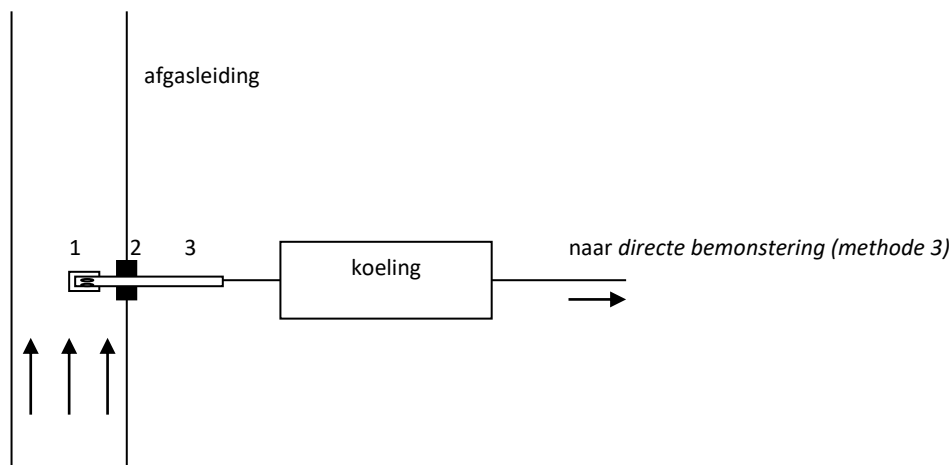 afgasleiding
1 2 3
koeling
naar directe bemonstering (methode 3)